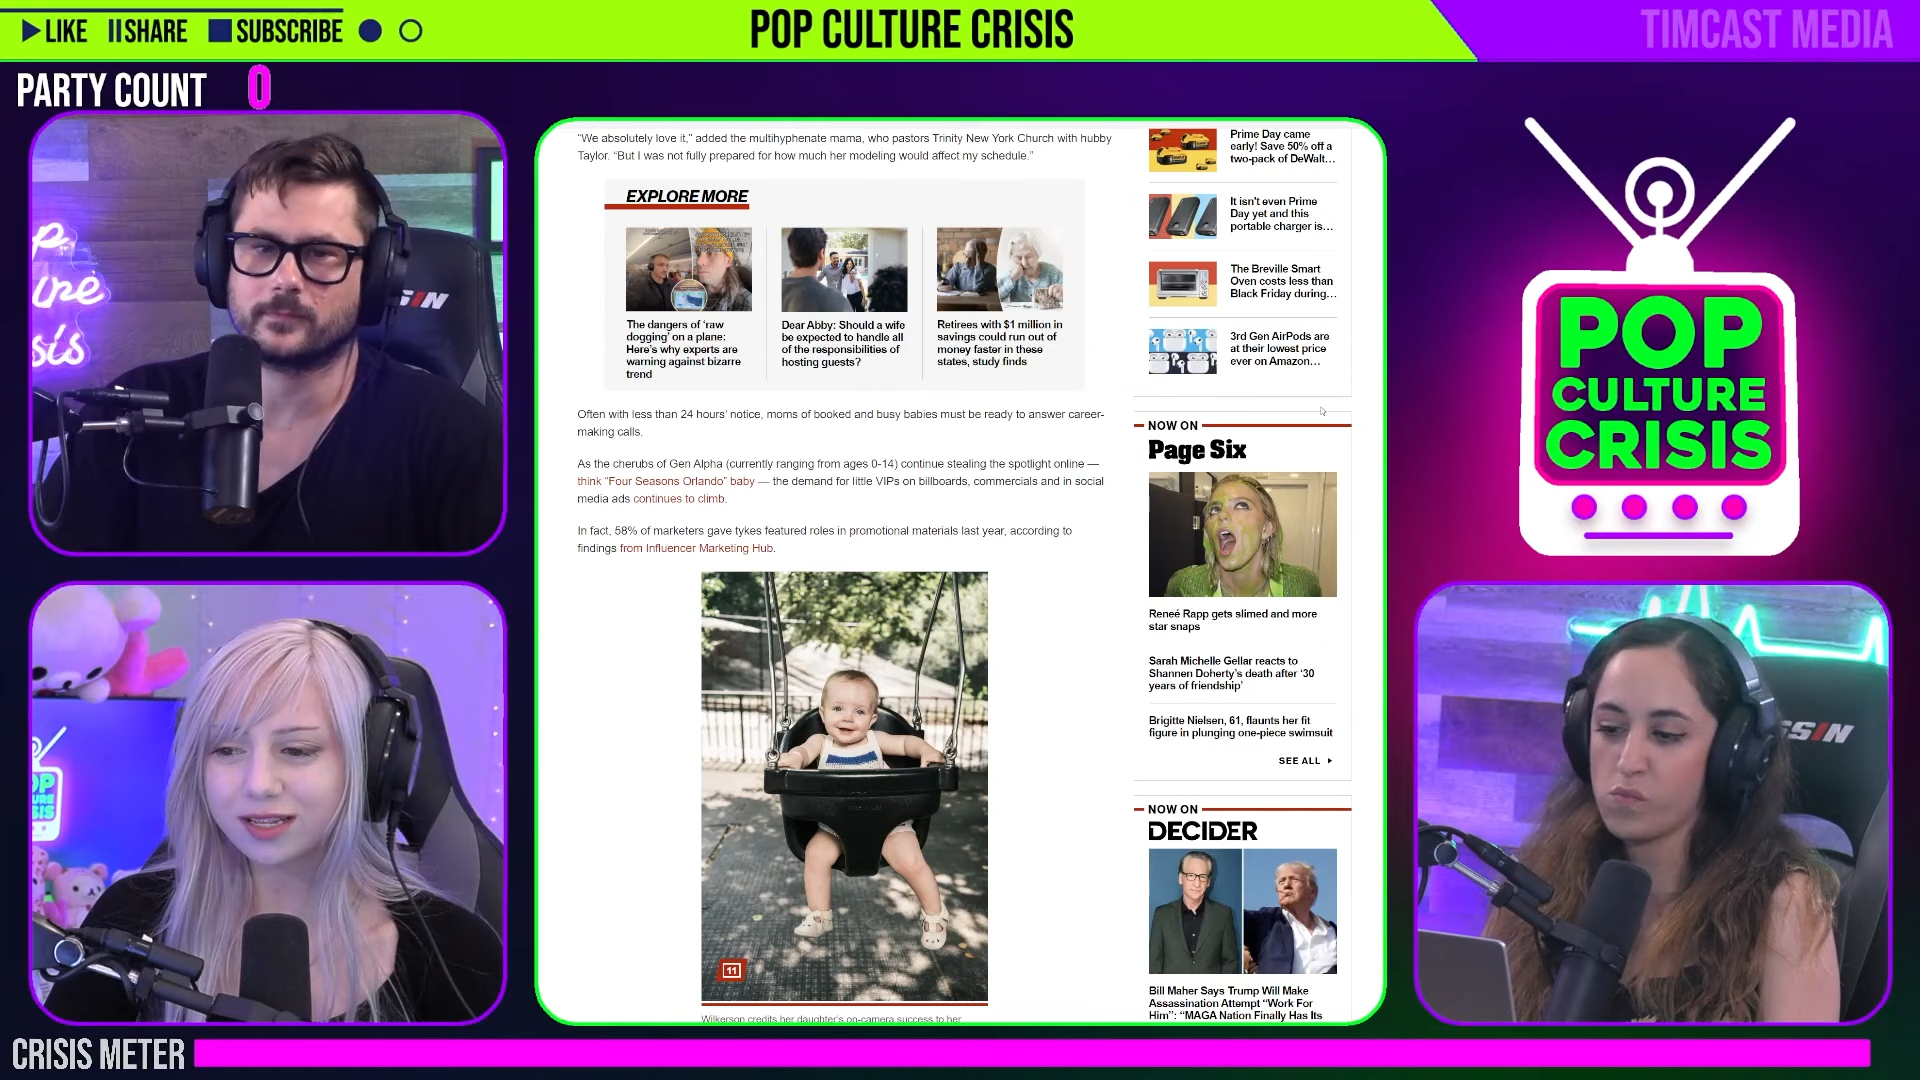 LIKE SHARE SUBSCRIBE
POP CULTURE CRISIS
TIMCAST MEDIA
PARTY COUNT 0
"We absolutely love it," added the multihyphenate mama, who pastors Trinity New York Church with hubby
Taylor. "But I was not fully prepared for how much her modeling would affect my schedule."
EXPLORE MORE
The dangers of 'raw
dogging' on a plane:
Here's why experts are
warning against bizarre
trend
Dear Abby: Should a wife
be expected to handle all
of the responsibilities of
hosting guests?
Retirees with $1 million in
savings could run out of
money faster in these
states, study finds
Often with less than 24 hours' notice, moms of booked and busy babies must be ready to answer career-
making calls.
As the cherubs of Gen Alpha (currently ranging from ages 0-14) continue stealing the spotlight online —
think "Four Seasons Orlando" baby — the demand for little VIPs on billboards, commercials and in social
media ads continues to climb.
In fact, 58% of marketers gave tykes featured roles in promotional materials last year, according to
findings from Influencer Marketing Hub.
11
Wilkerson credits her daughter's on-camera success to her
Prime Day came
early! Save 50% off a
two-pack of DeWalt...
It isn't even Prime
Day yet and this
portable charger is...
The Breville Smart
Oven costs less than
Black Friday during...
3rd Gen AirPods are
at their lowest price
ever on Amazon...
NOW ON
Page Six
Reneé Rapp gets slimed and more
star snaps
Sarah Michelle Gellar reacts to
Shannen Doherty's death after '30
years of friendship'
Brigitte Nielsen, 61, flaunts her fit
figure in plunging one-piece swimsuit
SEE ALL
NOW ON
DECIDER
Bill Maher Says Trump Will Make
Assassination Attempt "Work For
Him": "MAGA Nation Finally Has Its
POP
CULTURE
CRISIS
SSIN
CRISIS METER